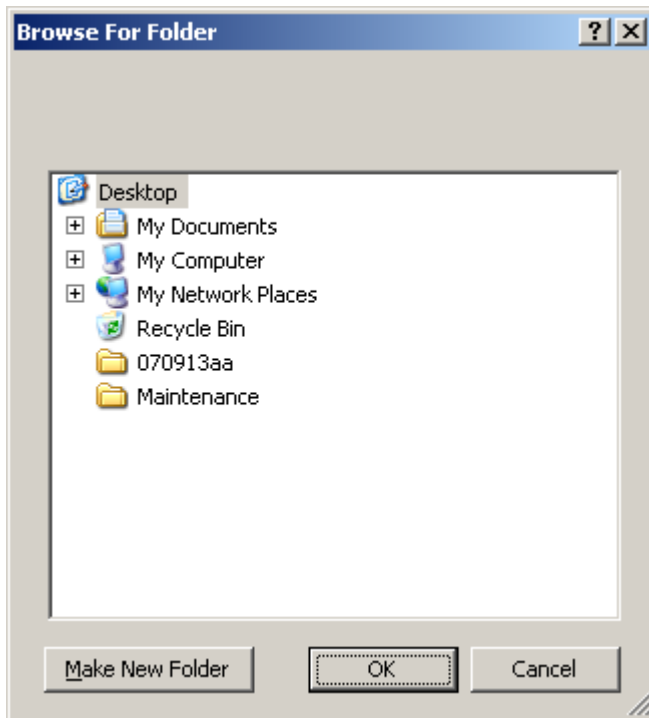 Browse For Folder
Desktop
My Documents
My Computer
My Network Places
Recycle Bin
070913aa
Maintenance
Make New Folder OK Cancel